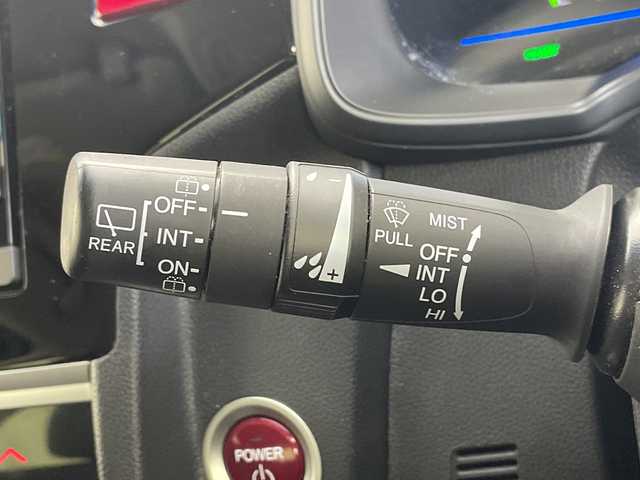 OFF
REAR
INT
ON
- 
+
MIST
PULL
OFF
INT
LO
HI
POWER